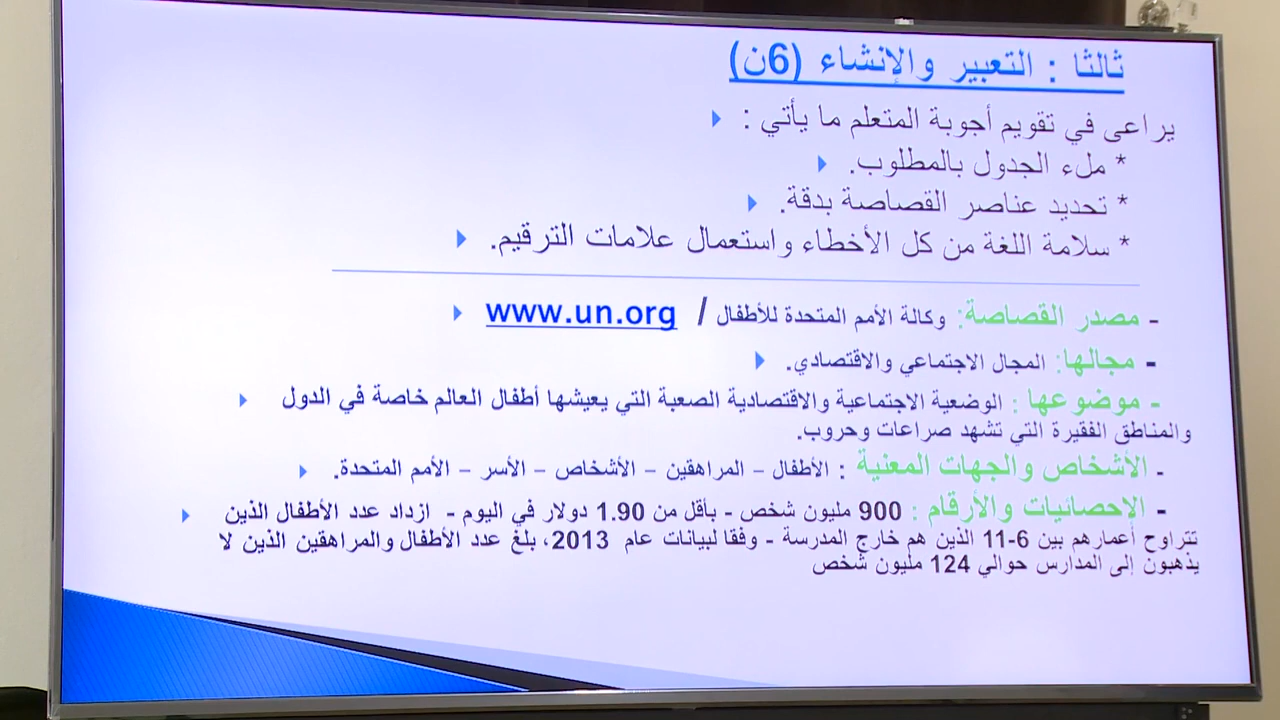 ثالثا : التعبير والإنشاء (6ن)
يراعى في تقويم أجوبة المتعلم ما يأتي :
* ملء الجدول بالمطلوب.
* تحديد عناصر القصاصة بدقة.
* سلامة اللغة من كل الأخطاء واستعمال علامات الترقيم.
- مصدر القصاصة: وكالة الأمم المتحدة للأطفال / www.un.org
- مجالها: المجال الاجتماعي والاقتصادي.
- موضوعها : الوضعية الاجتماعية والاقتصادية الصعبة التي يعيشها أطفال العالم خاصة في الدول
والمناطق الفقيرة التي تشهد صراعات وحروب.
- الأشخاص والجهات المعنية : الأطفال – المراهقين – الأشخاص – الأسر – الأمم المتحدة.
- الإحصائيات والأرقام : 900 مليون شخص - بأقل من 1.90 دولار في اليوم - ازداد عدد الأطفال الذين
تتراوح أعمارهم بين 6-11 الذين هم خارج المدرسة - وفقا لبيانات عام 2013، بلغ عدد الأطفال والمراهقين الذين لا
يذهبون إلى المدارس حوالي 124 مليون شخص